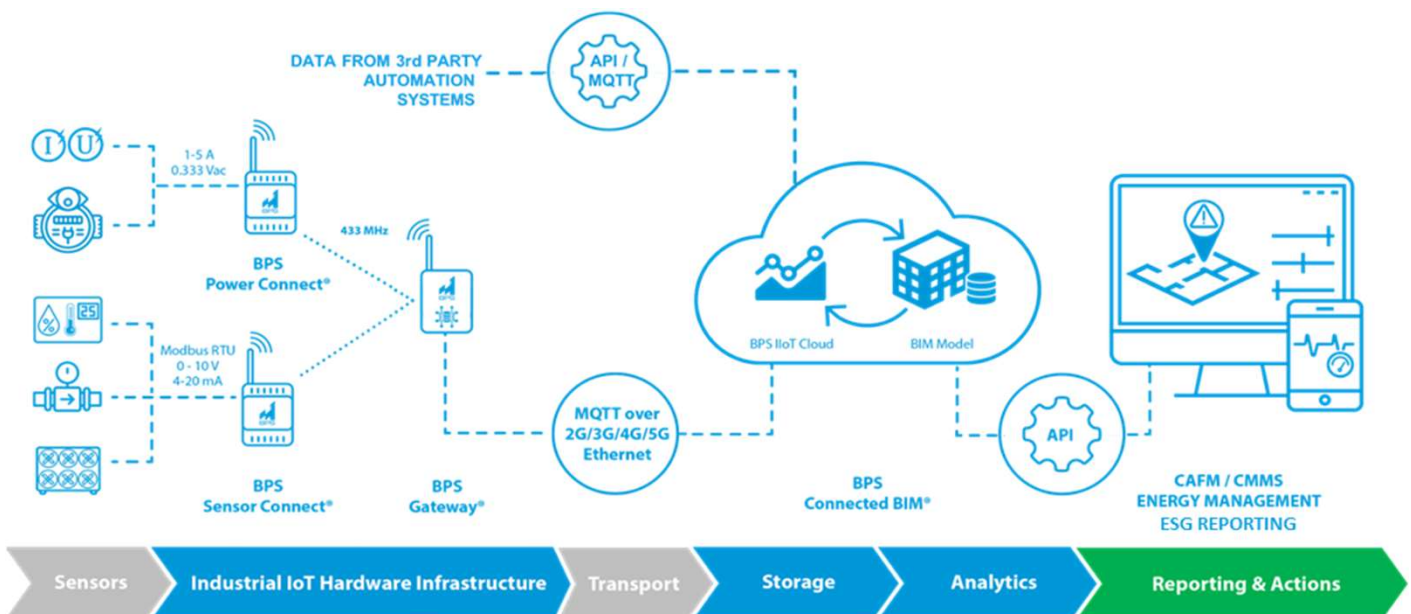 DATA FROM 3rd PARTY
AUTOMATION
SYSTEMS
API /
MQTT
I U
1-5 A
0.333 Vac
BPS
433 MHz
BPS
Power Connect®
BPS
%
25
Modbus RTU
0 - 10 V
4-20 mA
BPS
BPS
Sensor Connect®
BPS
Gateway®
MQTT over
2G/3G/4G/5G
Ethernet
BPS IIoT Cloud
BIM Model
BPS
Connected BIM®
API
CAFM / CMMS
ENERGY MANAGEMENT
ESG REPORTING
Sensors
Industrial IoT Hardware Infrastructure
Transport
Storage
Analytics
Reporting & Actions